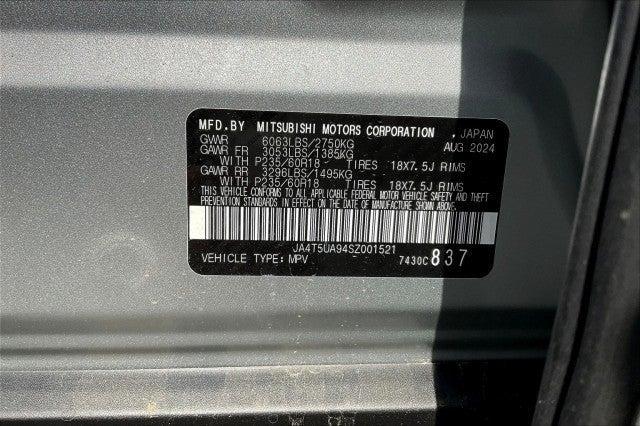 MFD.BY MITSUBISHI MOTORS CORPORATION . JAPAN
GVWR 6063LBS/2750KG AUG 2024
GAWR FR 3053LBS/1385KG
WITH P235/60R18 TIRES 18X7.5J RIMS
GAWR RR 3296LBS/1495KG
WITH P235/60R18 TIRES 18X7.5J RIMS
THIS VEHICLE CONFORMS TO ALL APPLICABLE FEDERAL MOTOR VEHICLE SAFETY AND THEFT
PREVENTION STANDARDS IN EFFECT ON THE DATE OF MANUFACTURE SHOWN ABOVE.
JA4T5UA94SZ001521
VEHICLE TYPE: MPV 7430C 837